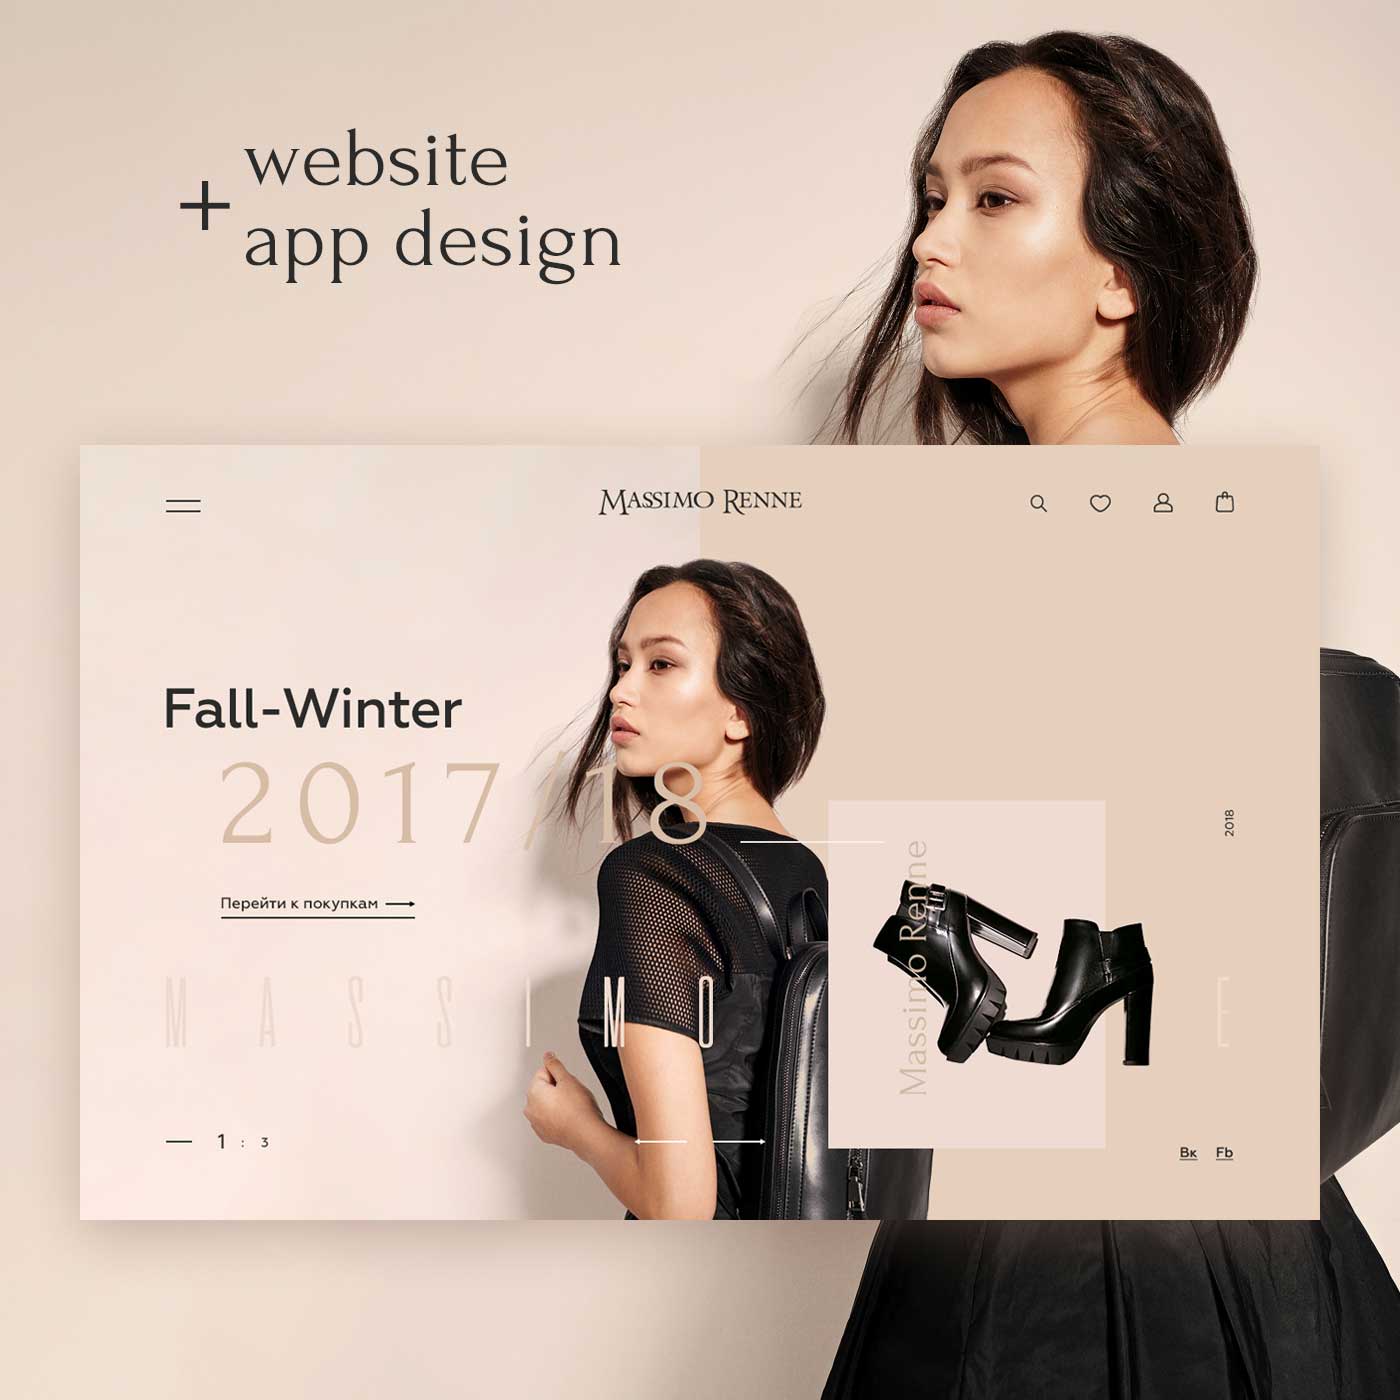 website
+
app design
MASSIMO RENNE
Fall-Winter
2017/18
Перейти к покупкам
2018
Massimo Renne
MASSIMO E
1 : 3
Вк Fb